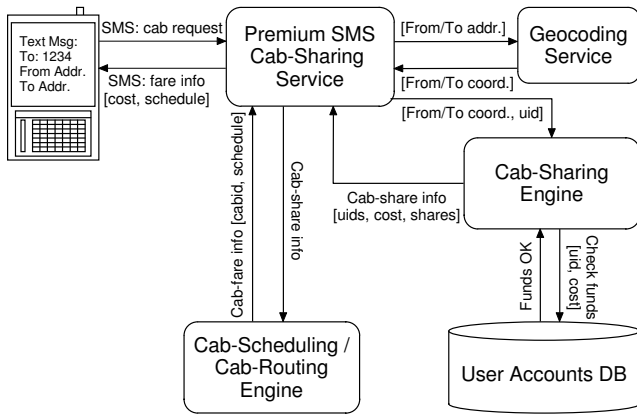 Text Msg:
To: 1234
From Addr.
To Addr.
SMS: cab request
SMS: fare info
[cost, schedule]
Premium SMS
Cab-Sharing
Service
[From/To addr.]
[From/To coord.]
Geocoding
Service
[From/To coord., uid]
Cab-Sharing
Engine
Cab-share info
[uids, cost, shares]
Cab-fare info [cabid, schedule]
Cab-share info
Funds OK
Check funds
[uid, cost]
Cab-Scheduling /
Cab-Routing
Engine
User Accounts DB